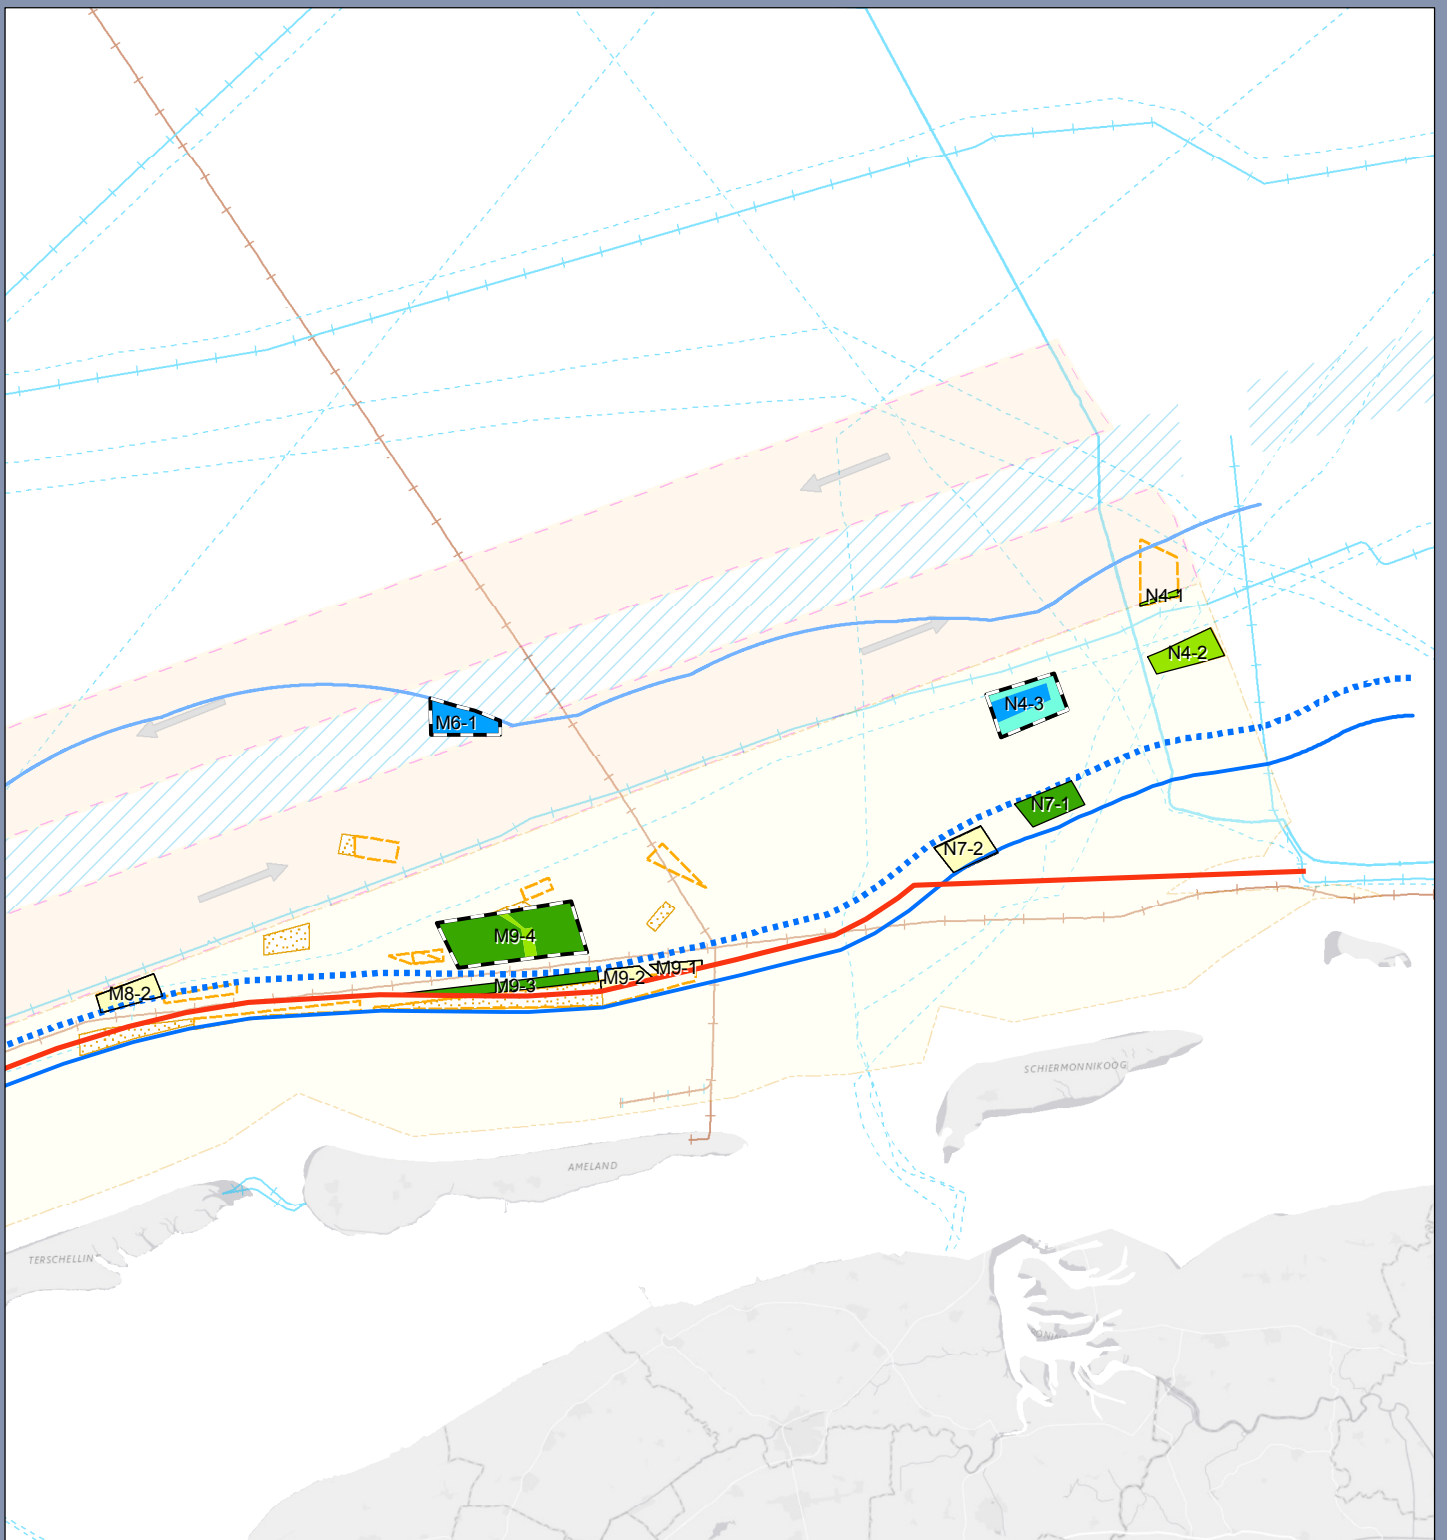 N4-1
N4-2
N4-3
M6-1
N7-1
N7-2
M9-4
M9-1
M9-2
M9-3
M8-2
SCHIERMONNIKOOG
AMELAND
TERSCHELLIN